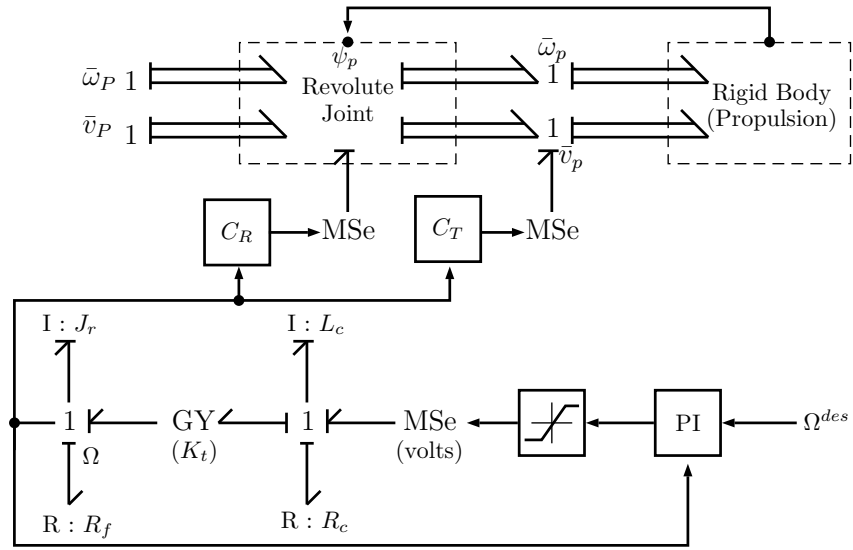 ω̄_P 1
ψ_p
Revolute
Joint
ω̄_p
1
Rigid Body
(Propulsion)
v̄_P 1
1
v̄_p
C_R
MSe
C_T
MSe
I : J_r
I : L_c
1
Ω
GY
(K_t)
1
MSe
(volts)
PI
Ω^{des}
R : R_f
R : R_c